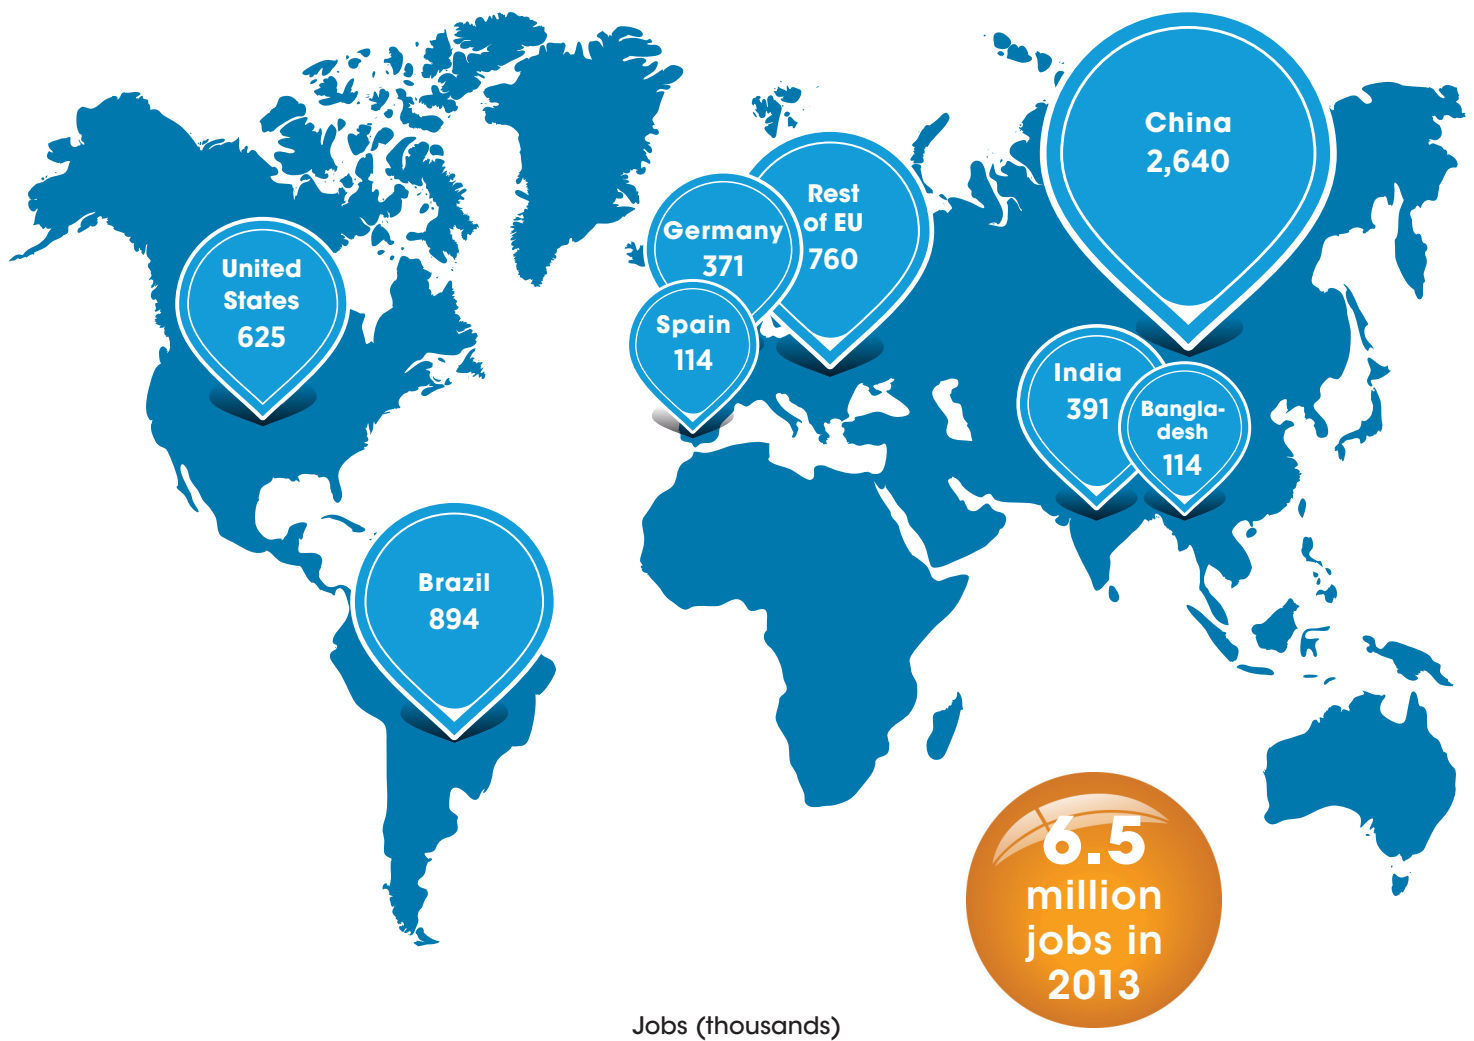 China
2,640
Rest
of EU
760
Germany
371
United
States
625
Spain
114
India
391
Bangla-
desh
114
Brazil
894
6.5
million
jobs in
2013
Jobs (thousands)